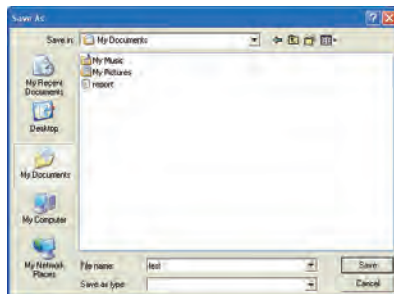 Save As
Save in:
My Documents
My Music
My Pictures
report
My Recent
Documents
Desktop
My Documents
My Computer
My Network
Places
File name:
test
Save
Save as type:
Cancel